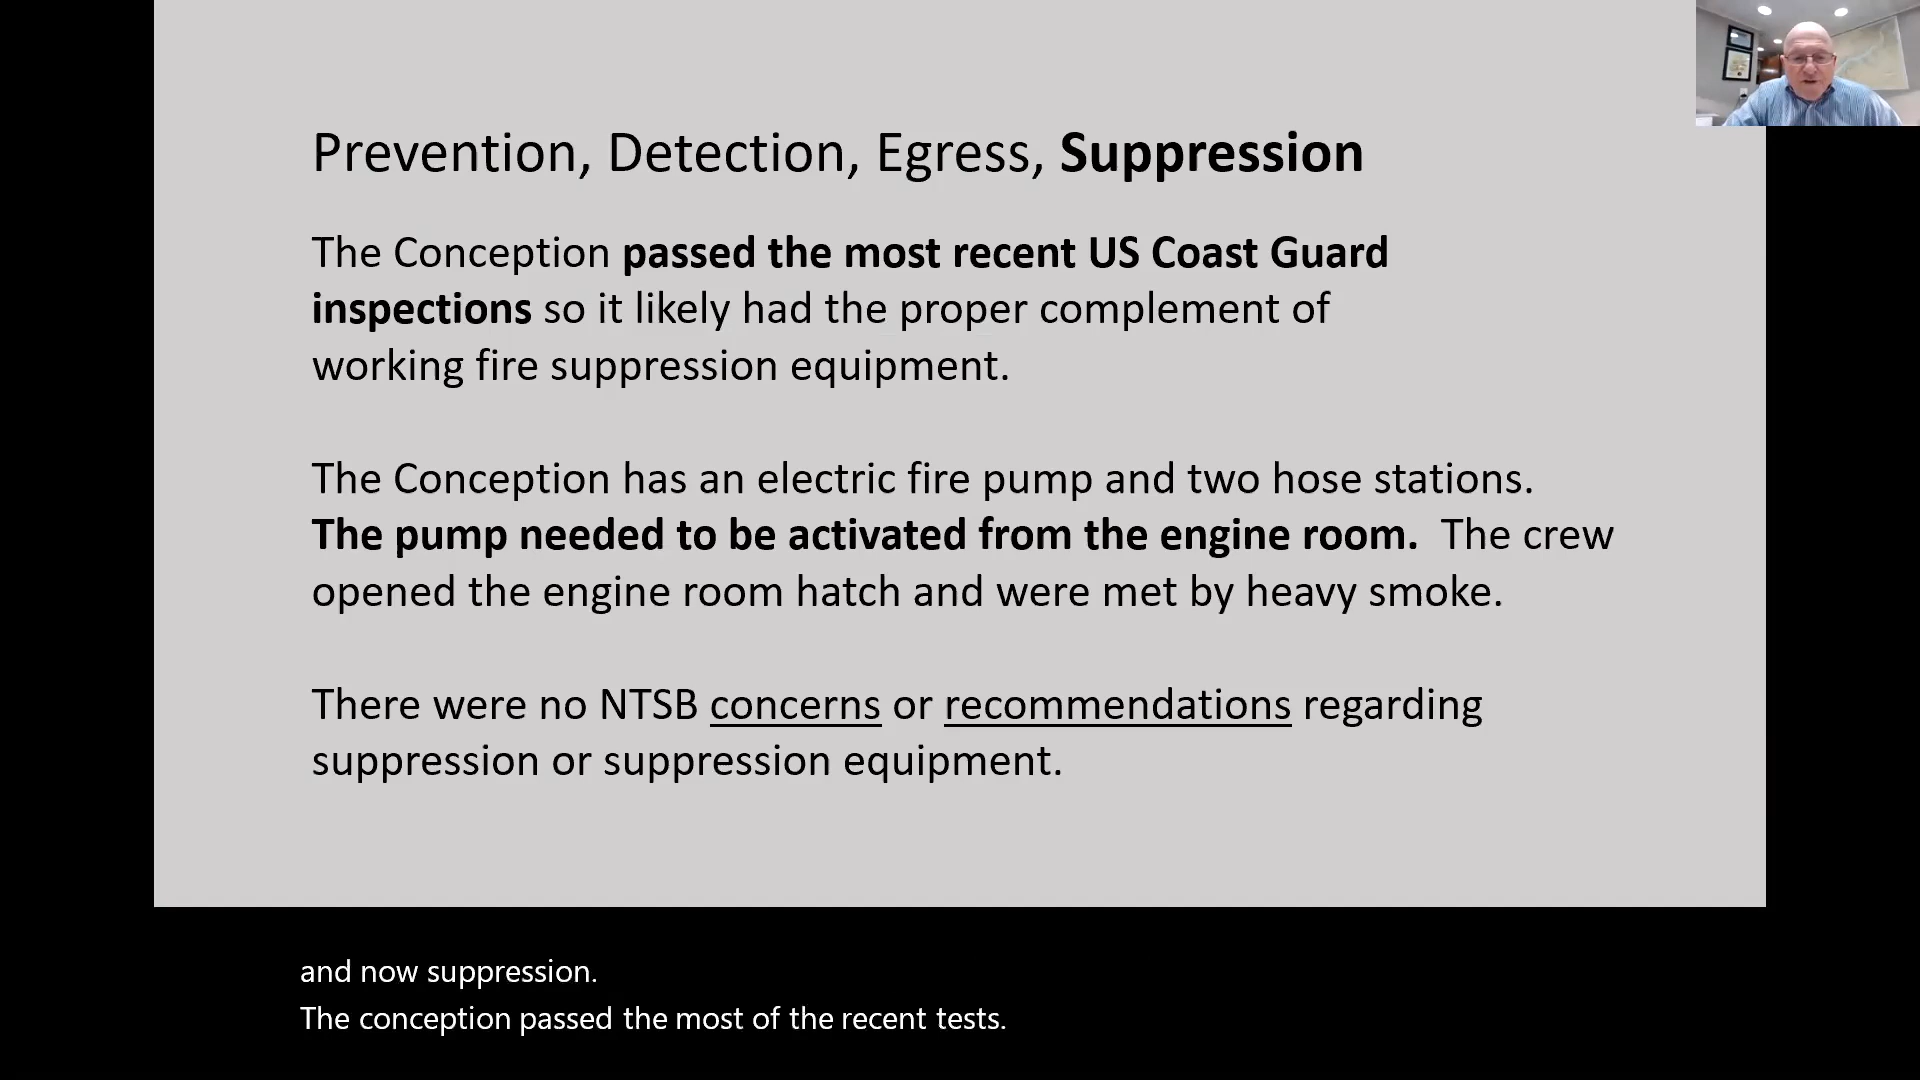 Prevention, Detection, Egress, Suppression
The Conception passed the most recent US Coast Guard
inspections so it likely had the proper complement of
working fire suppression equipment.
The Conception has an electric fire pump and two hose stations.
The pump needed to be activated from the engine room. The crew
opened the engine room hatch and were met by heavy smoke.
There were no NTSB concerns or recommendations regarding
suppression or suppression equipment.
and now suppression.
The conception passed the most of the recent tests.